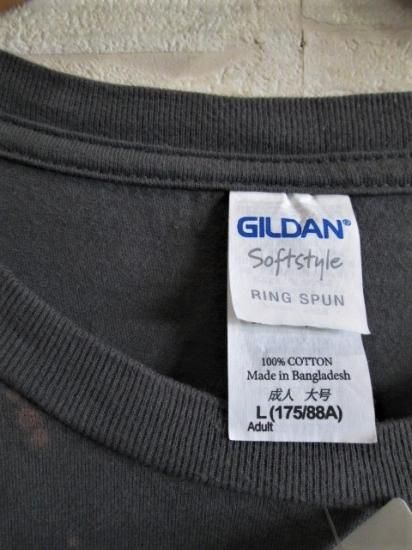 GILDAN®
Softstyle
RING SPUN
100% COTTON
Made in Bangladesh
成人 大号
L (175/88A)
Adult